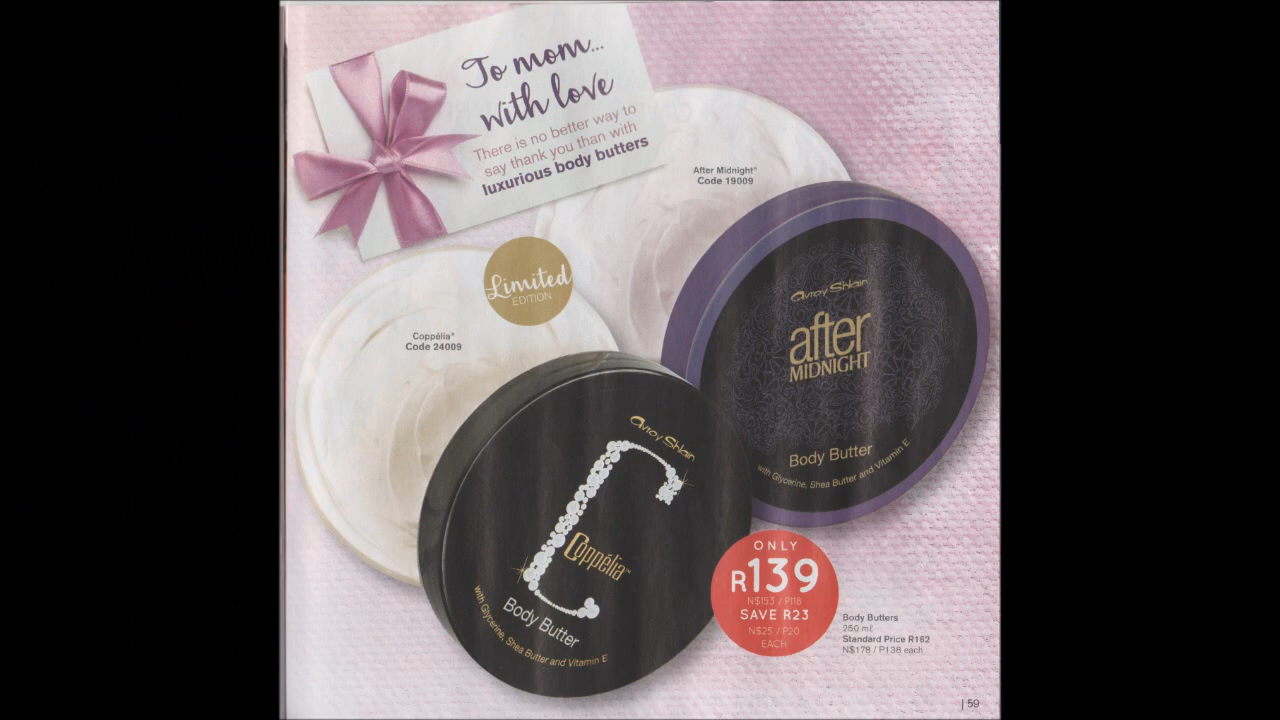 To mom...
with love
There is no better way to
say thank you than with
luxurious body butters
After Midnight®
Code 19009
Limited
EDITION
Coppélia®
Code 24009
avroy Shlain
after
MIDNIGHT
Body Butter
with Glycerine, Shea Butter and Vitamin E
avroy Shlain
Coppélia™
Body Butter
with Glycerine, Shea Butter and Vitamin E
ONLY
R139
N$153 / P118
SAVE R23
N$25 / P20
EACH
Body Butters
250 mℓ
Standard Price R162
N$178 / P138 each
| 59